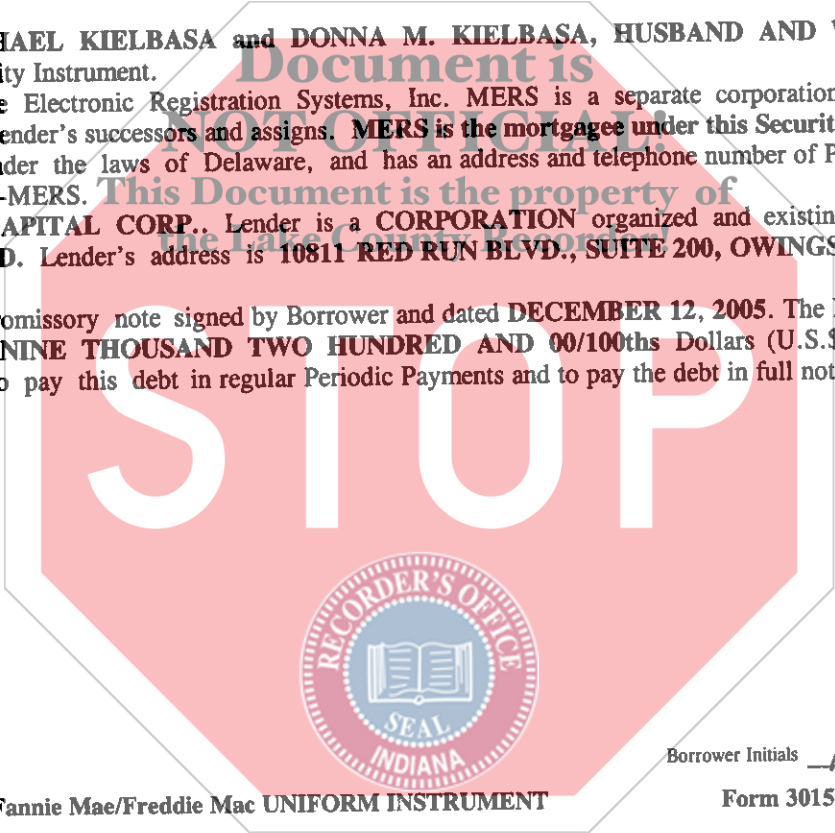 HAEL KIELBASA and DONNA M. KIELBASA, HUSBAND AND
Document is
ity Instrument.
e Electronic Registration Systems, Inc. MERS is a separate corporation
NOT OFFICIAL!
ender's successors and assigns. MERS is the mortgagee under this Securit
der the laws of Delaware, and has an address and telephone number of P
-MERS.
This Document is the property of
APITAL CORP.. Lender is a CORPORATION organized and existin
the Lake County Recorder!
D. Lender's address is 10811 RED RUN BLVD., SUITE 200, OWINGS
omissory note signed by Borrower and dated DECEMBER 12, 2005. The
NINE THOUSAND TWO HUNDRED AND 00/100ths Dollars (U.S.$
o pay this debt in regular Periodic Payments and to pay the debt in full not
STOP
RECORDER'S OFFICE
SEAL
INDIANA
Borrower Initials
Fannie Mae/Freddie Mac UNIFORM INSTRUMENT
Form 3015